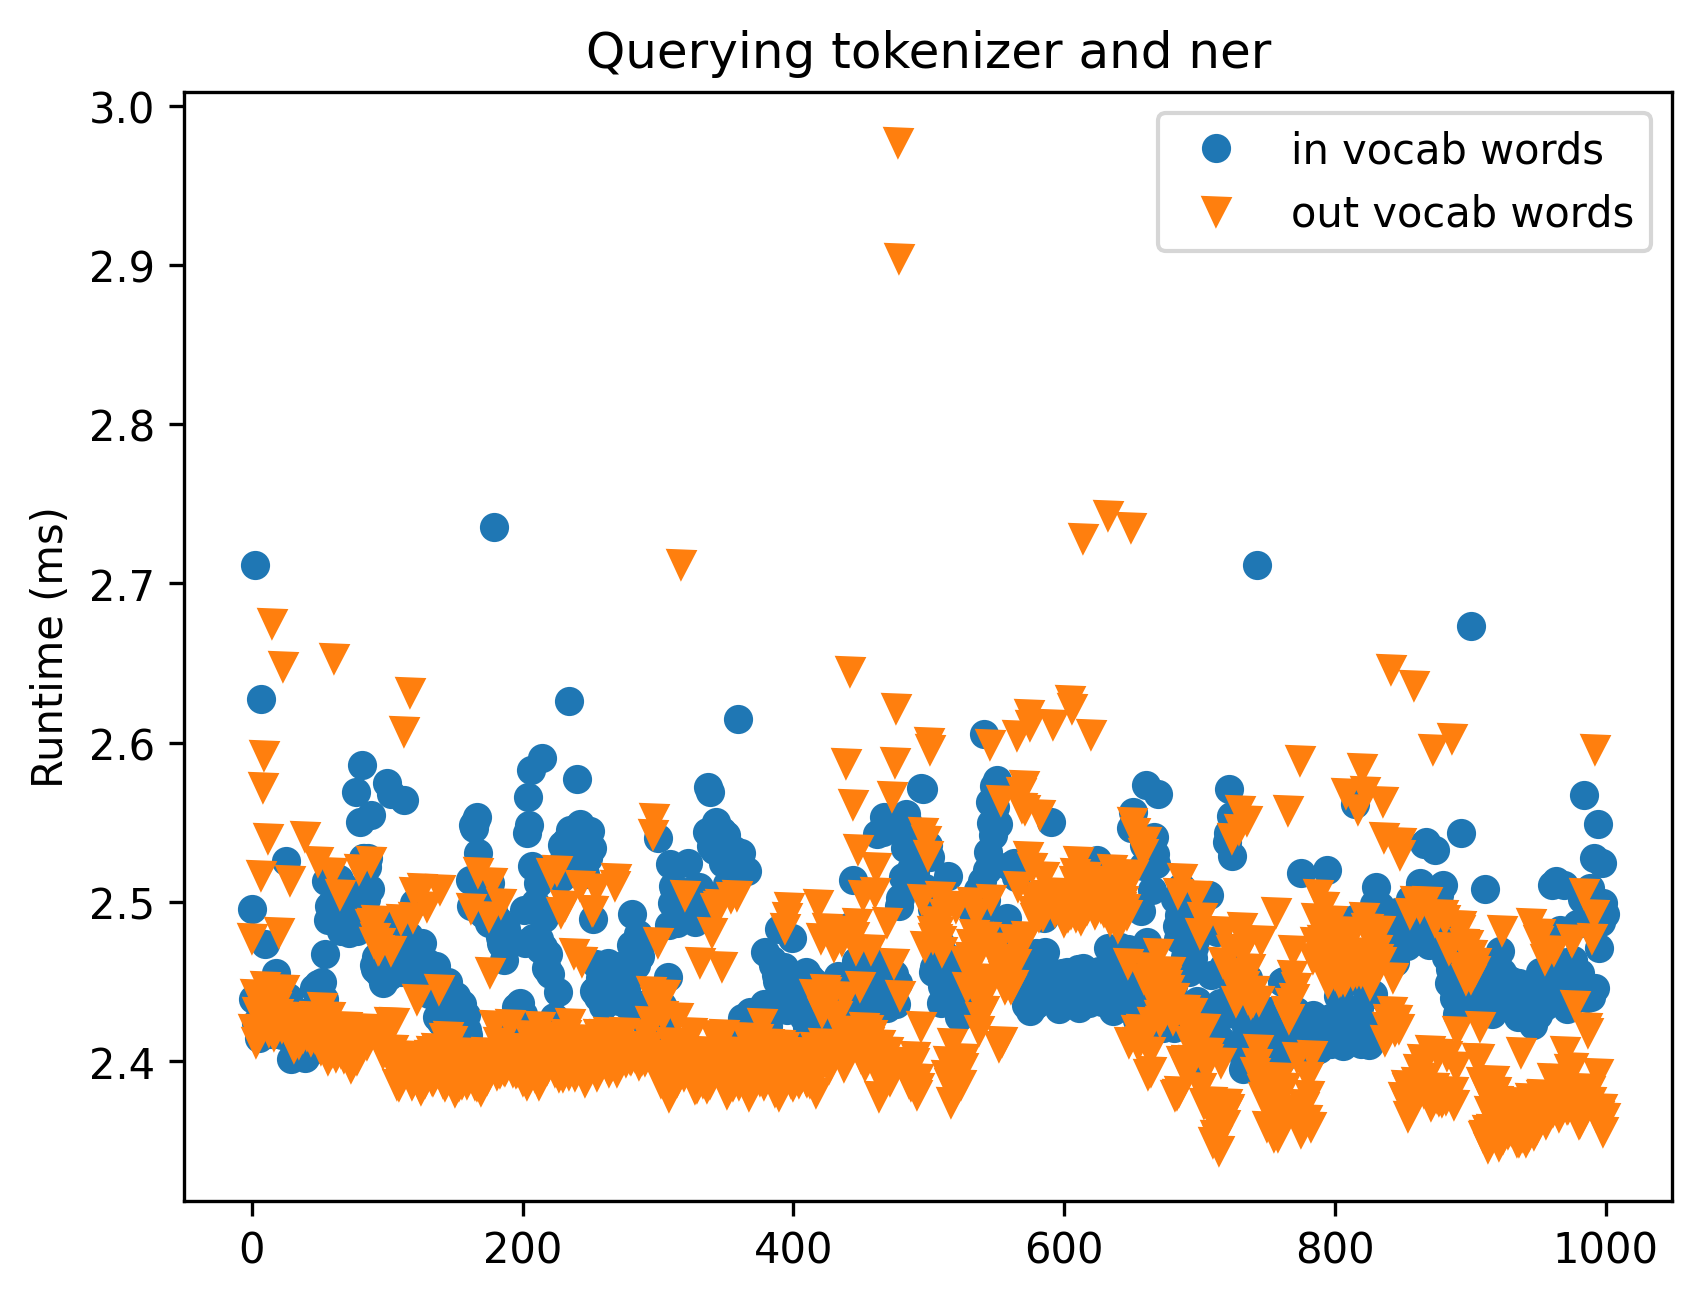 Querying tokenizer and ner
3.0
2.9
2.8
2.7
2.6
2.5
2.4
Runtime (ms)
in vocab words
out vocab words
0 200 400 600 800 1000